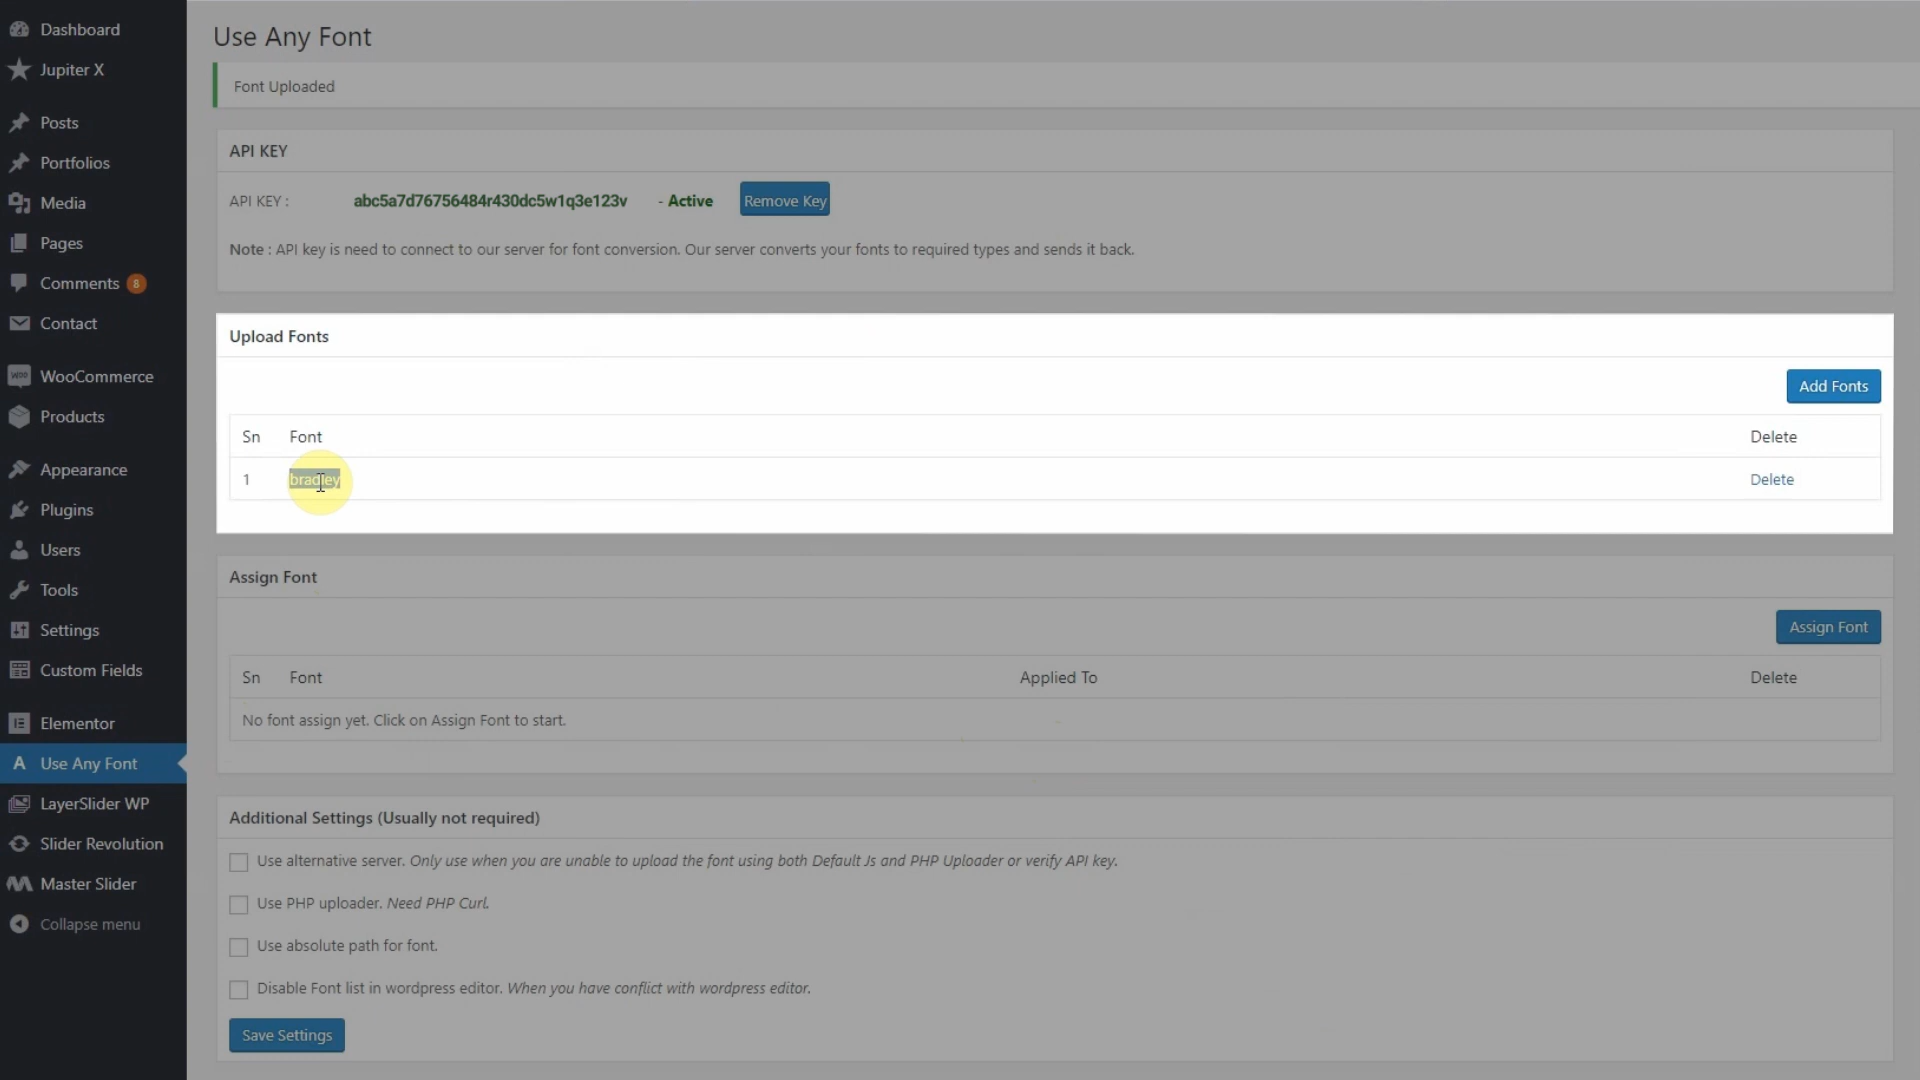 Dashboard
Jupiter X
Posts
Portfolios
Media
Pages
Comments 8
Contact
WOO WooCommerce
Products
Appearance
Plugins
Users
Tools
Settings
Custom Fields
Elementor
A Use Any Font
LayerSlider WP
Slider Revolution
Master Slider
Collapse menu
Use Any Font
Font Uploaded
API KEY
API KEY : abc5a7d76756484r430dc5w1q3e123v - Active Remove Key
Note : API key is need to connect to our server for font conversion. Our server converts your fonts to required types and sends it back.
Upload Fonts
Add Fonts
Sn Font Delete
1 bradley Delete
Assign Font
Assign Font
Sn Font Applied To Delete
No font assign yet. Click on Assign Font to start.
Additional Settings (Usually not required)
Use alternative server. Only use when you are unable to upload the font using both Default Js and PHP Uploader or verify API key.
Use PHP uploader. Need PHP Curl.
Use absolute path for font.
Disable Font list in wordpress editor. When you have conflict with wordpress editor.
Save Settings